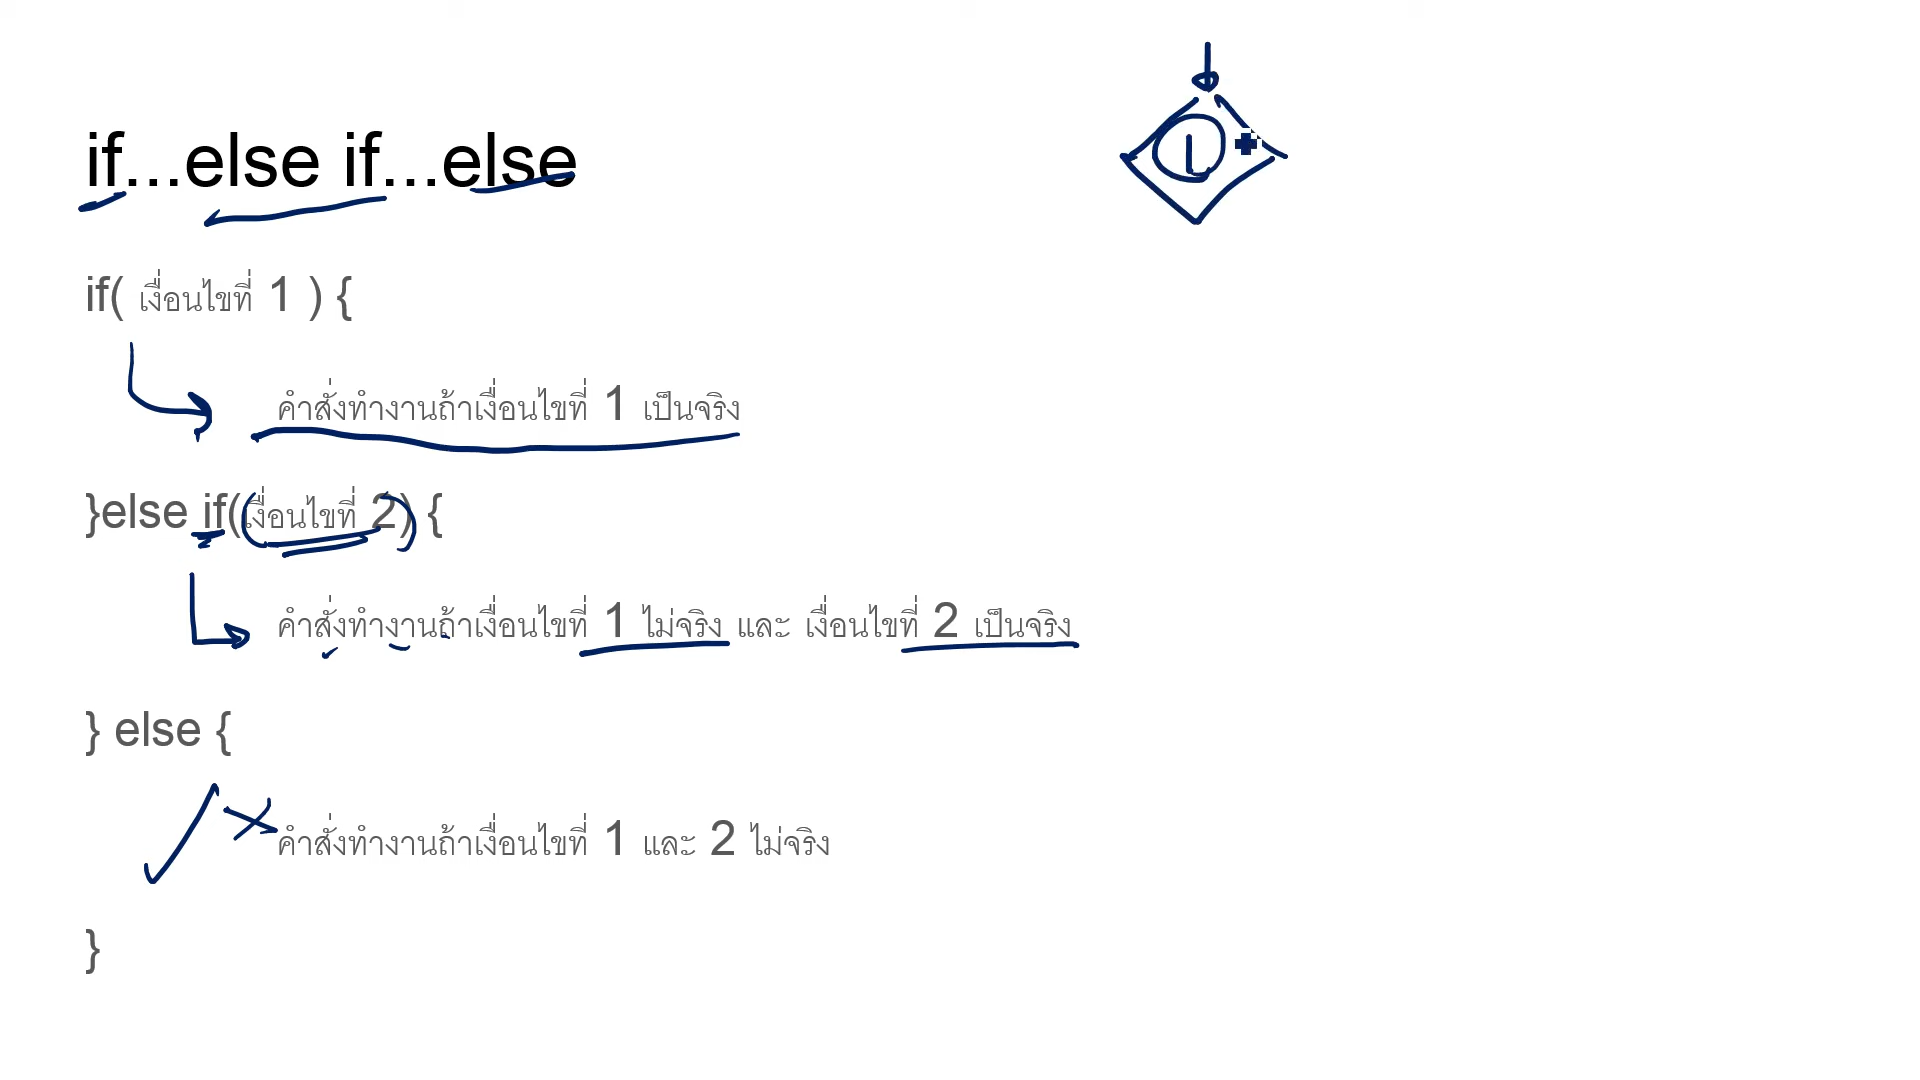 if...else if...else
1
if( เงื่อนไขที่ 1 ) {
คำสั่งทำงานถ้าเงื่อนไขที่ 1 เป็นจริง
}else if(เงื่อนไขที่ 2) {
คำสั่งทำงานถ้าเงื่อนไขที่ 1 ไม่จริง และ เงื่อนไขที่ 2 เป็นจริง
} else {
คำสั่งทำงานถ้าเงื่อนไขที่ 1 และ 2 ไม่จริง
}